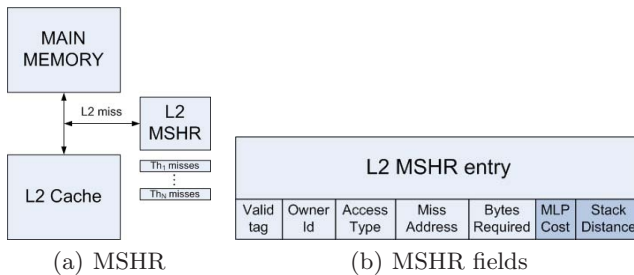 MAIN
MEMORY
L2 miss
L2
MSHR
Th1 misses
⋮
ThN misses
L2 Cache
(a) MSHR
L2 MSHR entry
Valid tag
Owner Id
Access Type
Miss Address
Bytes Required
MLP Cost
Stack Distance
(b) MSHR fields